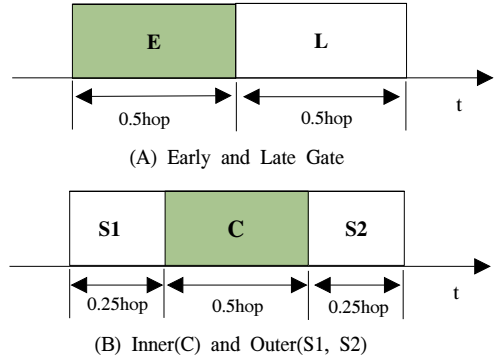 E L
t
0.5hop 0.5hop
(A) Early and Late Gate
S1 C S2
t
0.25hop 0.5hop 0.25hop
(B) Inner(C) and Outer(S1, S2)